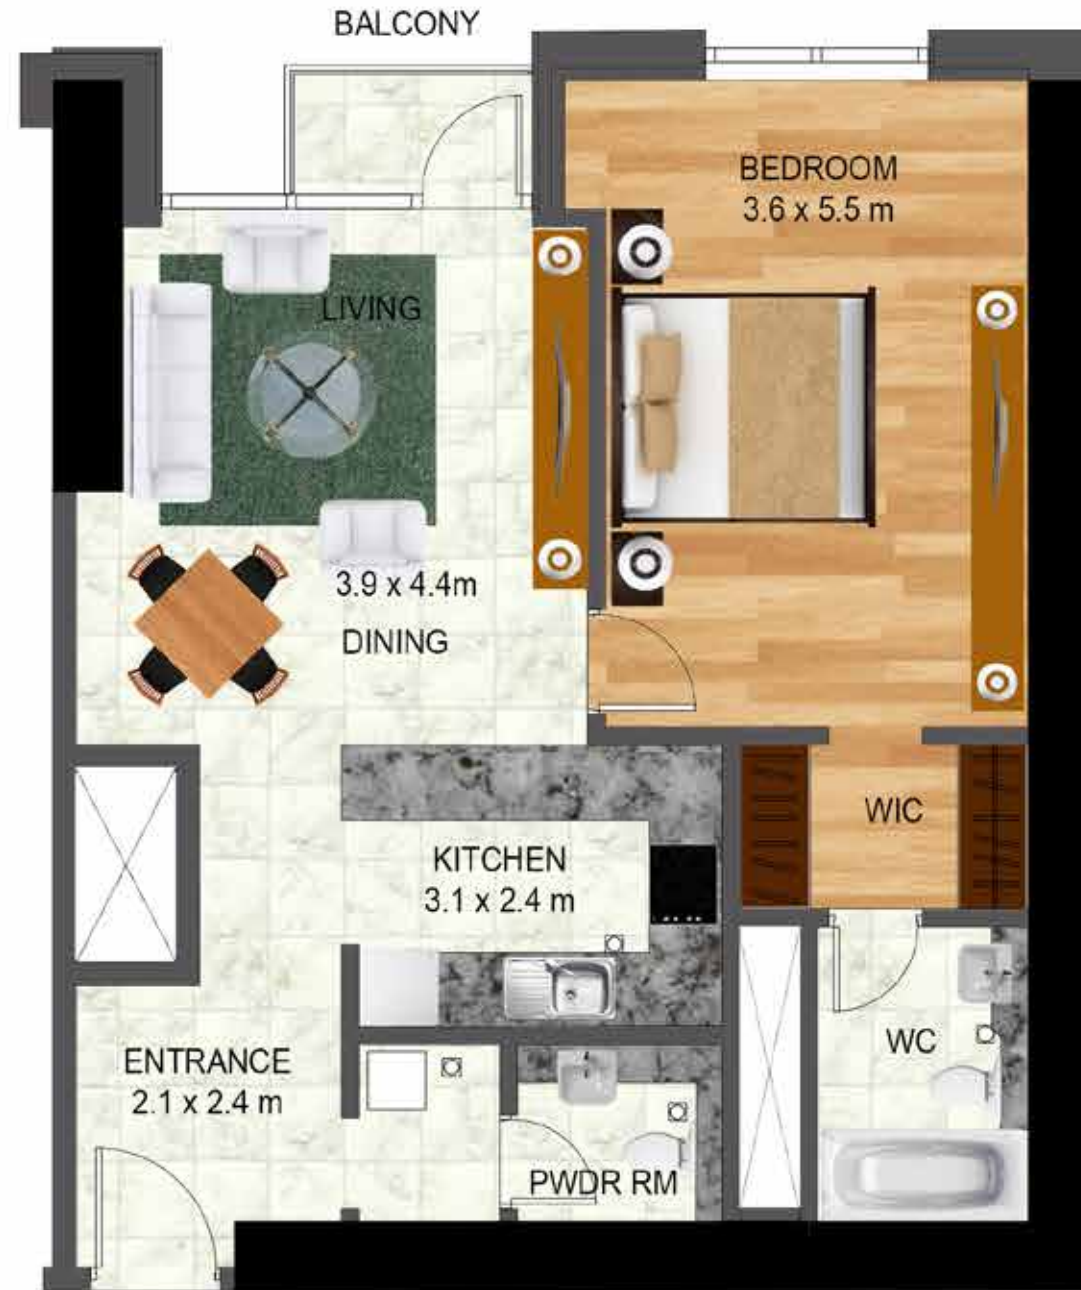 BALCONY
BEDROOM
3.6 x 5.5 m
LIVING
3.9 x 4.4m
DINING
WIC
KITCHEN
3.1 x 2.4 m
WC
ENTRANCE
2.1 x 2.4 m
PWDR RM